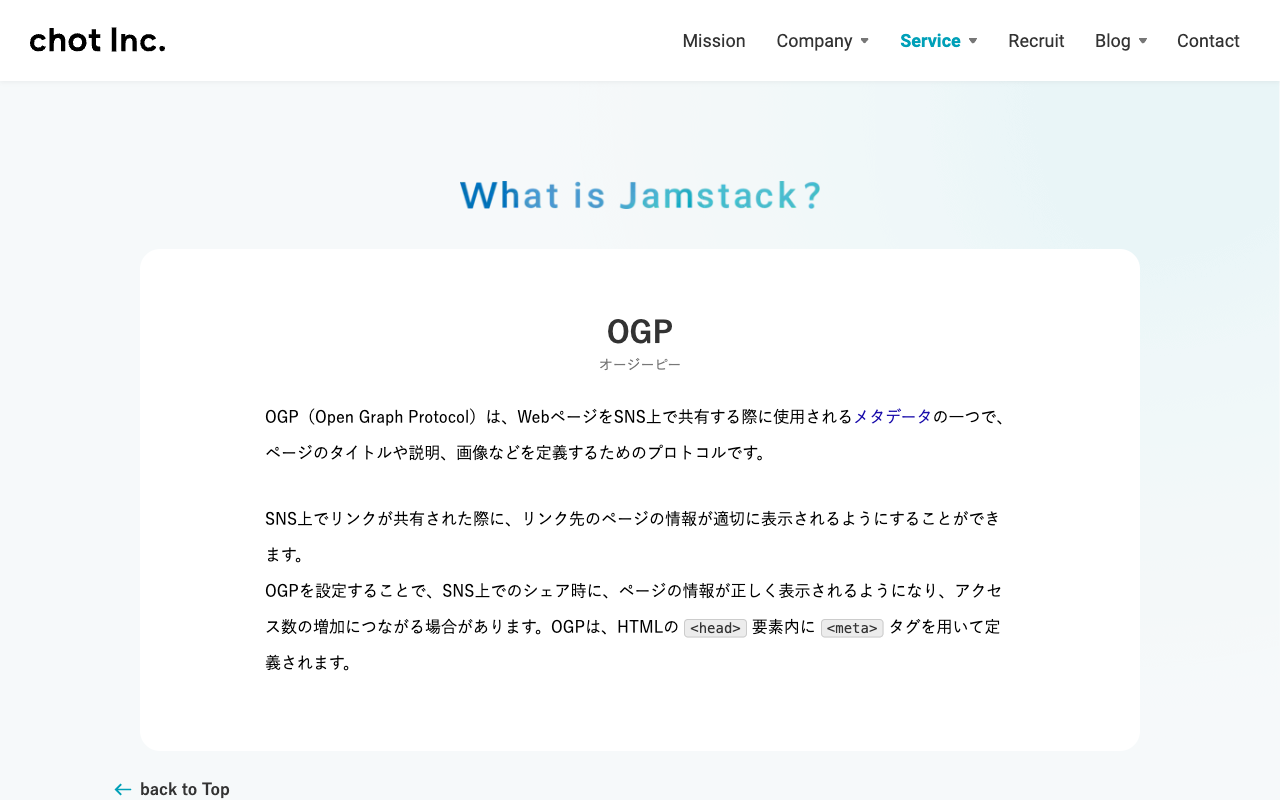 chot Inc.
Mission Company Service Recruit Blog Contact
What is Jamstack?
OGP
オージーピー
OGP（Open Graph Protocol）は、WebページをSNS上で共有する際に使用されるメタデータの一つで、
ページのタイトルや説明、画像などを定義するためのプロトコルです。
SNS上でリンクが共有された際に、リンク先のページの情報が適切に表示されるようにすることができ
ます。
OGPを設定することで、SNS上でのシェア時に、ページの情報が正しく表示されるようになり、アクセ
ス数の増加につながる場合があります。OGPは、HTMLの <head> 要素内に <meta> タグを用いて定
義されます。
← back to Top